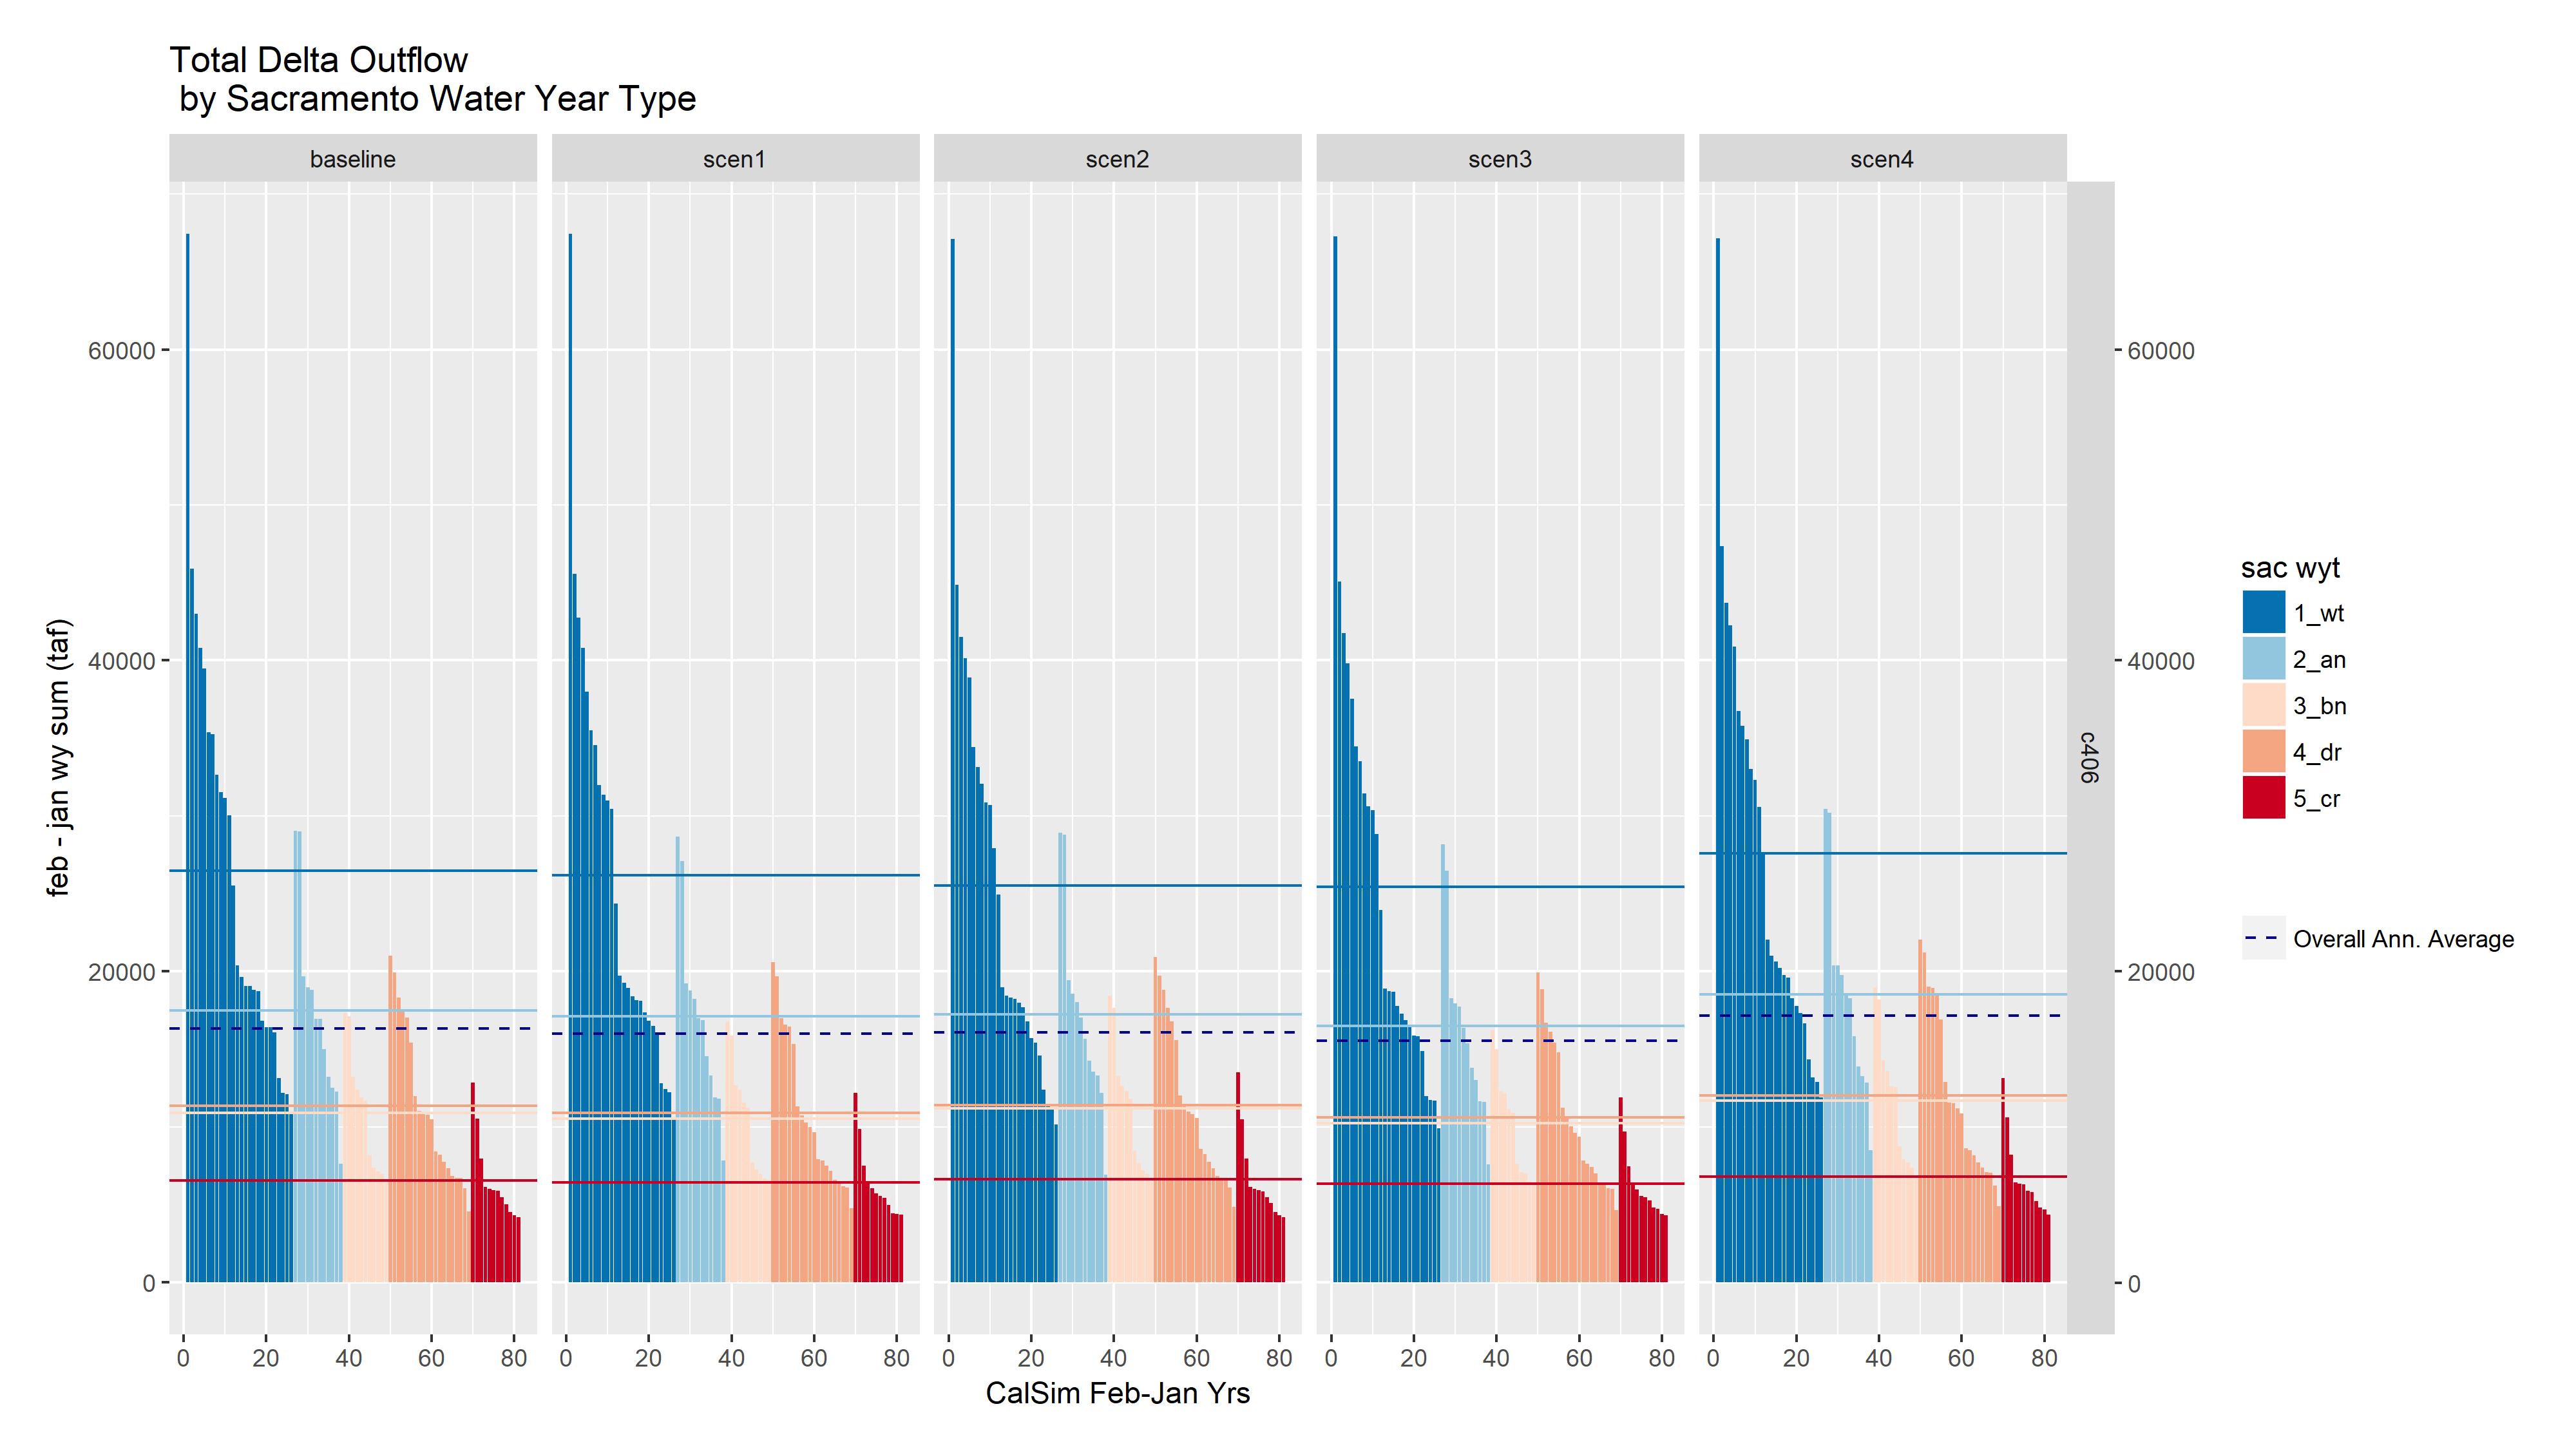 Total Delta Outflow
by Sacramento Water Year Type
baseline
scen1
scen2
scen3
scen4
feb - jan wy sum (taf)
60000
40000
20000
0
60000
40000
20000
0
c406
0 20 40 60 80
0 20 40 60 80
0 20 40 60 80
0 20 40 60 80
0 20 40 60 80
CalSim Feb-Jan Yrs
sac wyt
1_wt
2_an
3_bn
4_dr
5_cr
Overall Ann. Average